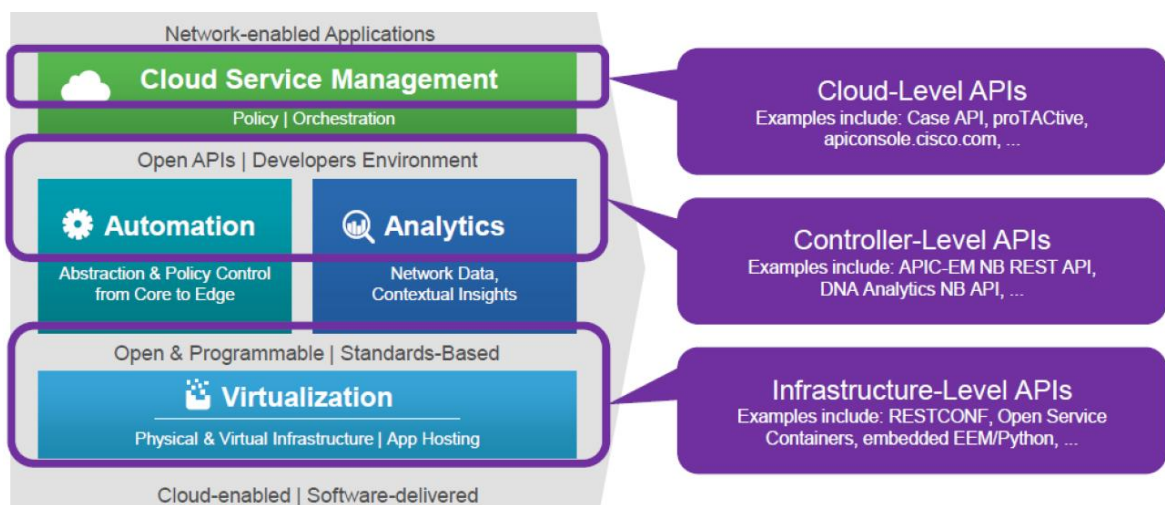 Network-enabled Applications
Cloud Service Management
Policy | Orchestration
Open APIs | Developers Environment
Automation
Abstraction & Policy Control
from Core to Edge
Analytics
Network Data,
Contextual Insights
Open & Programmable | Standards-Based
Virtualization
Physical & Virtual Infrastructure | App Hosting
Cloud-enabled | Software-delivered
Cloud-Level APIs
Examples include: Case API, proTACtive,
apiconsole.cisco.com, ...
Controller-Level APIs
Examples include: APIC-EM NB REST API,
DNA Analytics NB API, ...
Infrastructure-Level APIs
Examples include: RESTCONF, Open Service
Containers, embedded EEM/Python, ...